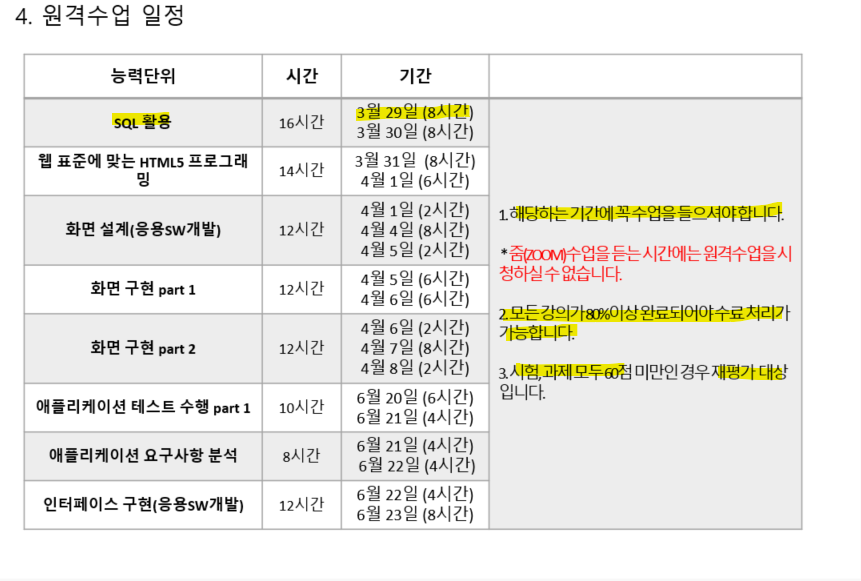 4. 원격수업 일정
능력단위 시간 기간
SQL 활용 16시간 3월 29일 (8시간)
3월 30일 (8시간)
웹 표준에 맞는 HTML5 프로그래
밍 14시간 3월 31일 (8시간)
4월 1일 (6시간)
화면 설계(응용SW개발) 12시간 4월 1일 (2시간)
4월 4일 (8시간)
4월 5일 (2시간)
화면 구현 part 1 12시간 4월 5일 (6시간)
4월 6일 (6시간)
화면 구현 part 2 12시간 4월 6일 (2시간)
4월 7일 (8시간)
4월 8일 (2시간)
애플리케이션 테스트 수행 part 1 10시간 6월 20일 (6시간)
6월 21일 (4시간)
애플리케이션 요구사항 분석 8시간 6월 21일 (4시간)
6월 22일 (4시간)
인터페이스 구현(응용SW개발) 12시간 6월 22일 (4시간)
6월 23일 (8시간)
1. 해당하는 기간에 꼭 수업을 들으셔야 합니다.
* 줌(ZOOM)수업을 듣는 시간에는 원격수업을 시
청하실 수 없습니다.
2. 모든 강의가 80%이상 완료되어야 수료 처리가
가능합니다.
3. 시험, 과제 모두 60점 미만인 경우 재평가 대상
입니다.